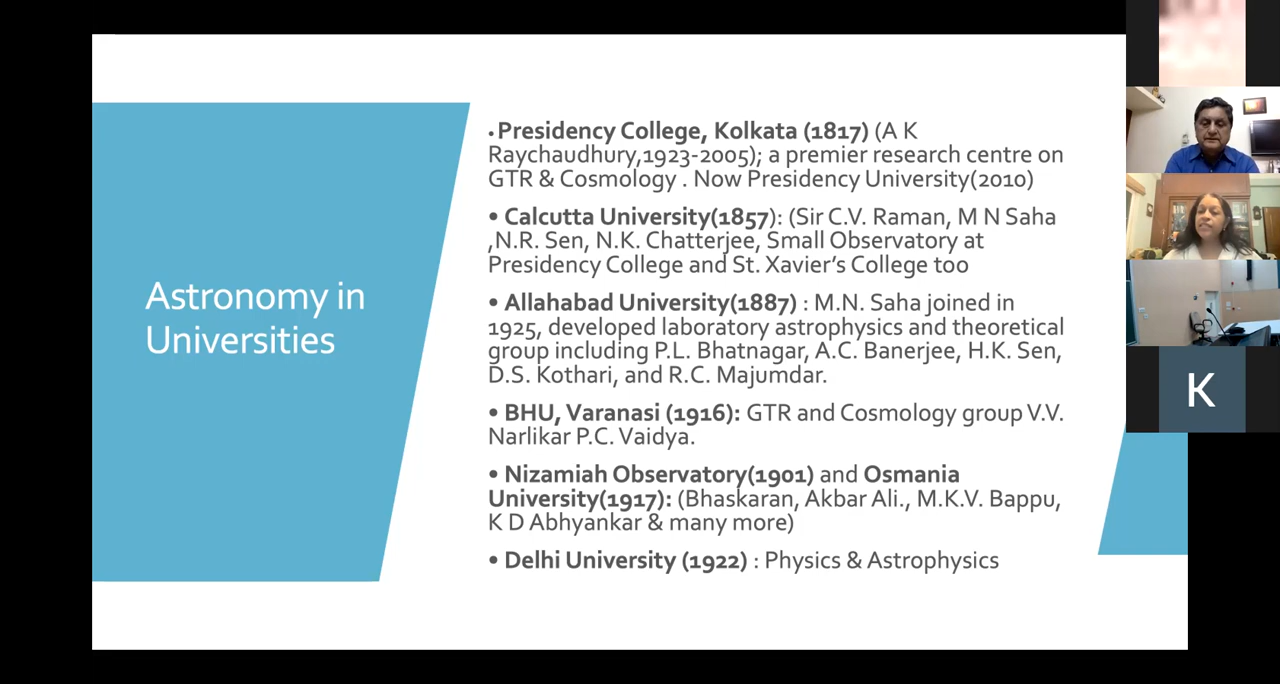 Astronomy in
Universities
• Presidency College, Kolkata (1817) (A K
Raychaudhury,1923-2005); a premier research centre on
GTR & Cosmology . Now Presidency University(2010)
• Calcutta University(1857): (Sir C.V. Raman, M N Saha
,N.R. Sen, N.K. Chatterjee, Small Observatory at
Presidency College and St. Xavier’s College too
• Allahabad University(1887) : M.N. Saha joined in
1925, developed laboratory astrophysics and theoretical
group including P.L. Bhatnagar, A.C. Banerjee, H.K. Sen,
D.S. Kothari, and R.C. Majumdar.
• BHU, Varanasi (1916): GTR and Cosmology group V.V.
Narlikar P.C. Vaidya.
• Nizamiah Observatory(1901) and Osmania
University(1917): (Bhaskaran, Akbar Ali., M.K.V. Bappu,
K D Abhyankar & many more)
• Delhi University (1922) : Physics & Astrophysics
K